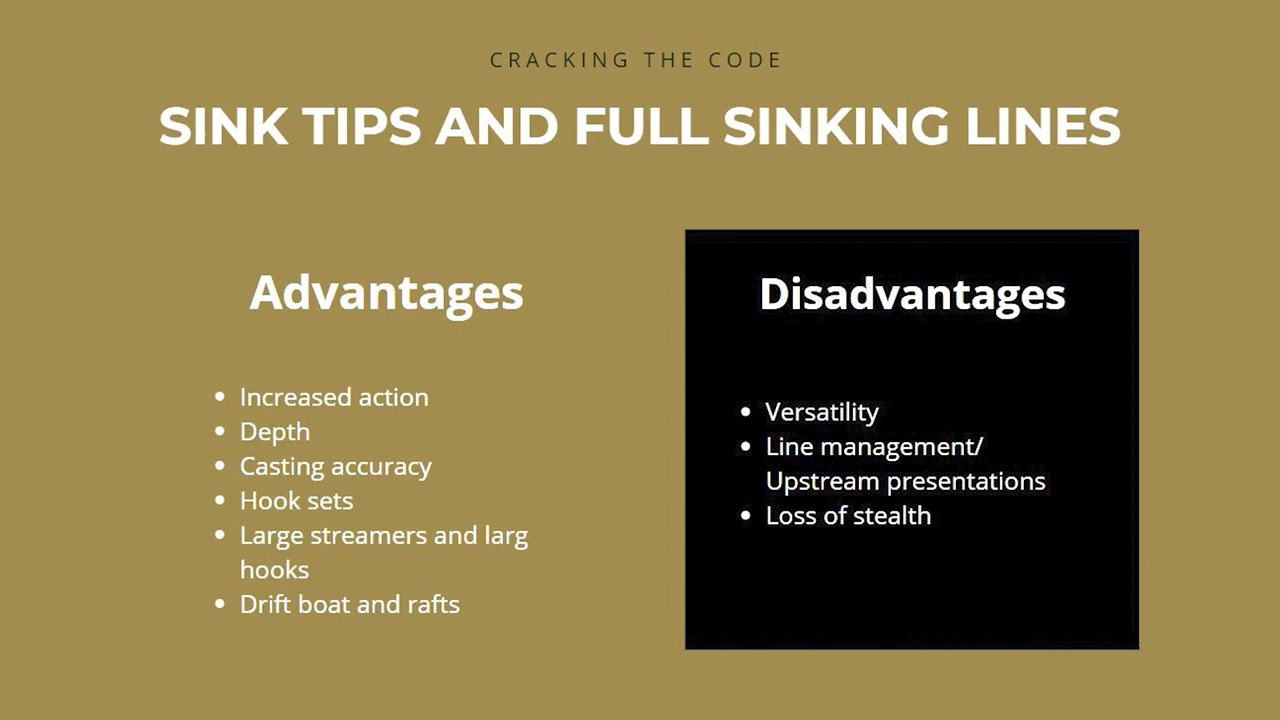 CRACKING THE CODE
SINK TIPS AND FULL SINKING LINES
Advantages
• Increased action
• Depth
• Casting accuracy
• Hook sets
• Large streamers and larg
hooks
• Drift boat and rafts
Disadvantages
• Versatility
• Line management/
Upstream presentations
• Loss of stealth